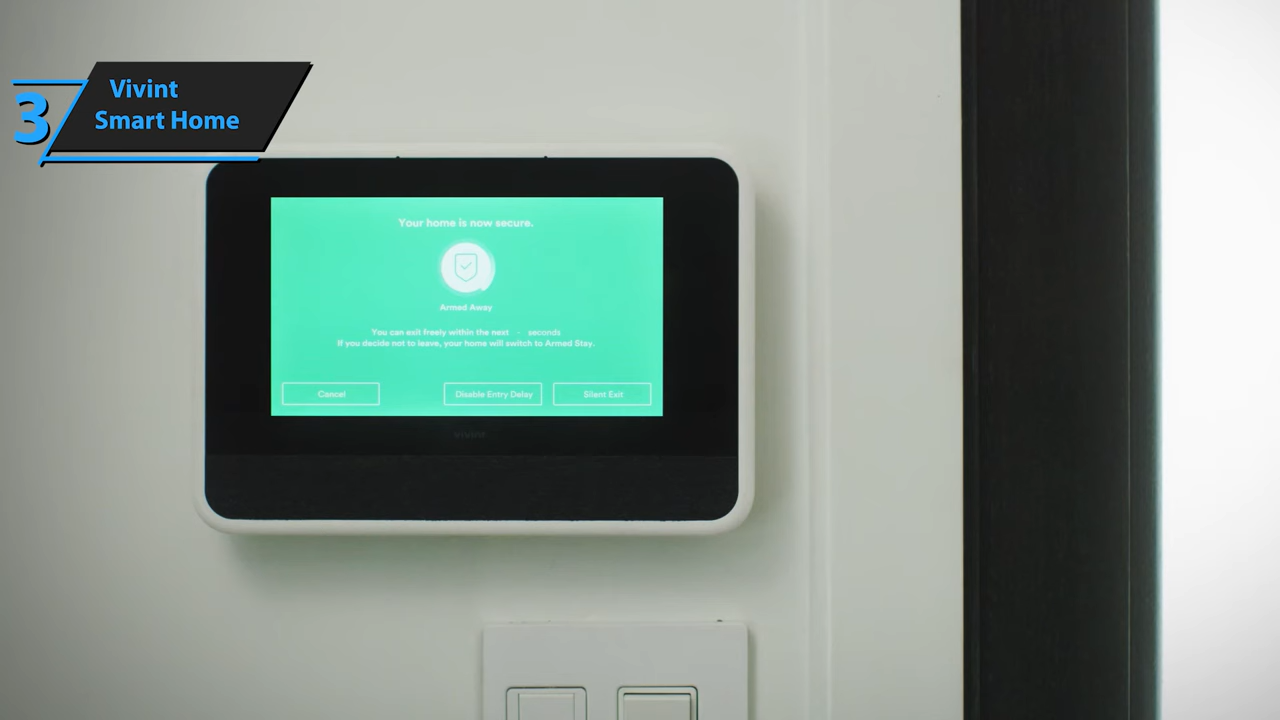 3
Vivint
Smart Home
Your home is now secure.
Armed Away
You can exit freely within the next - seconds
If you decide not to leave, your home will switch to Armed Stay.
Cancel
Disable Entry Delay
Silent Exit
vivint